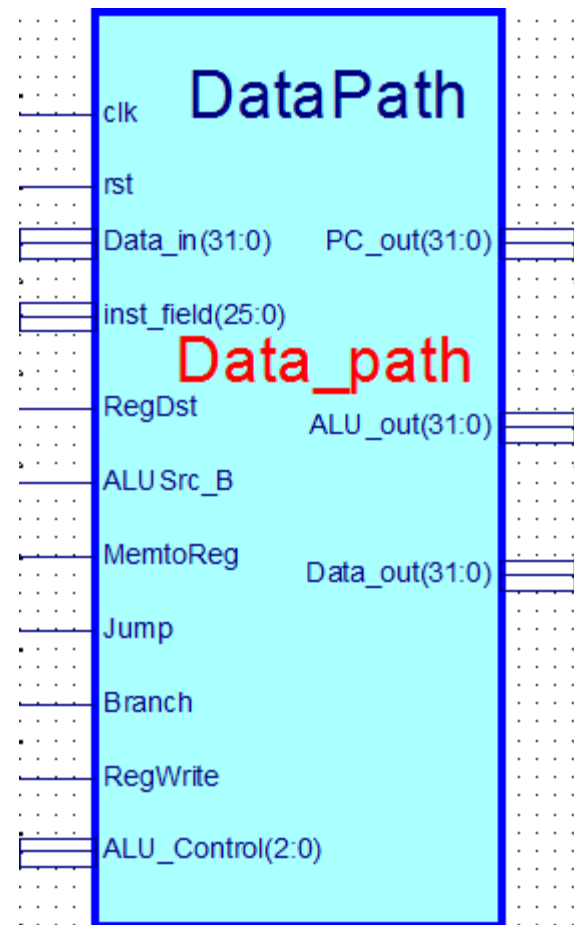 DataPath
clk
rst
Data_in(31:0) PC_out(31:0)
inst_field(25:0)
Data_path
RegDst
ALU_out(31:0)
ALUSrc_B
MemtoReg
Data_out(31:0)
Jump
Branch
RegWrite
ALU_Control(2:0)